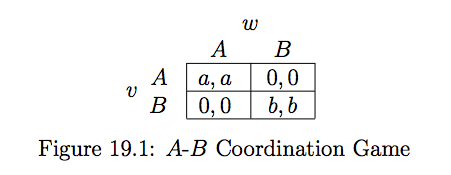 w
A B
v
A a, a 0, 0
B 0, 0 b, b
Figure 19.1: A-B Coordination Game